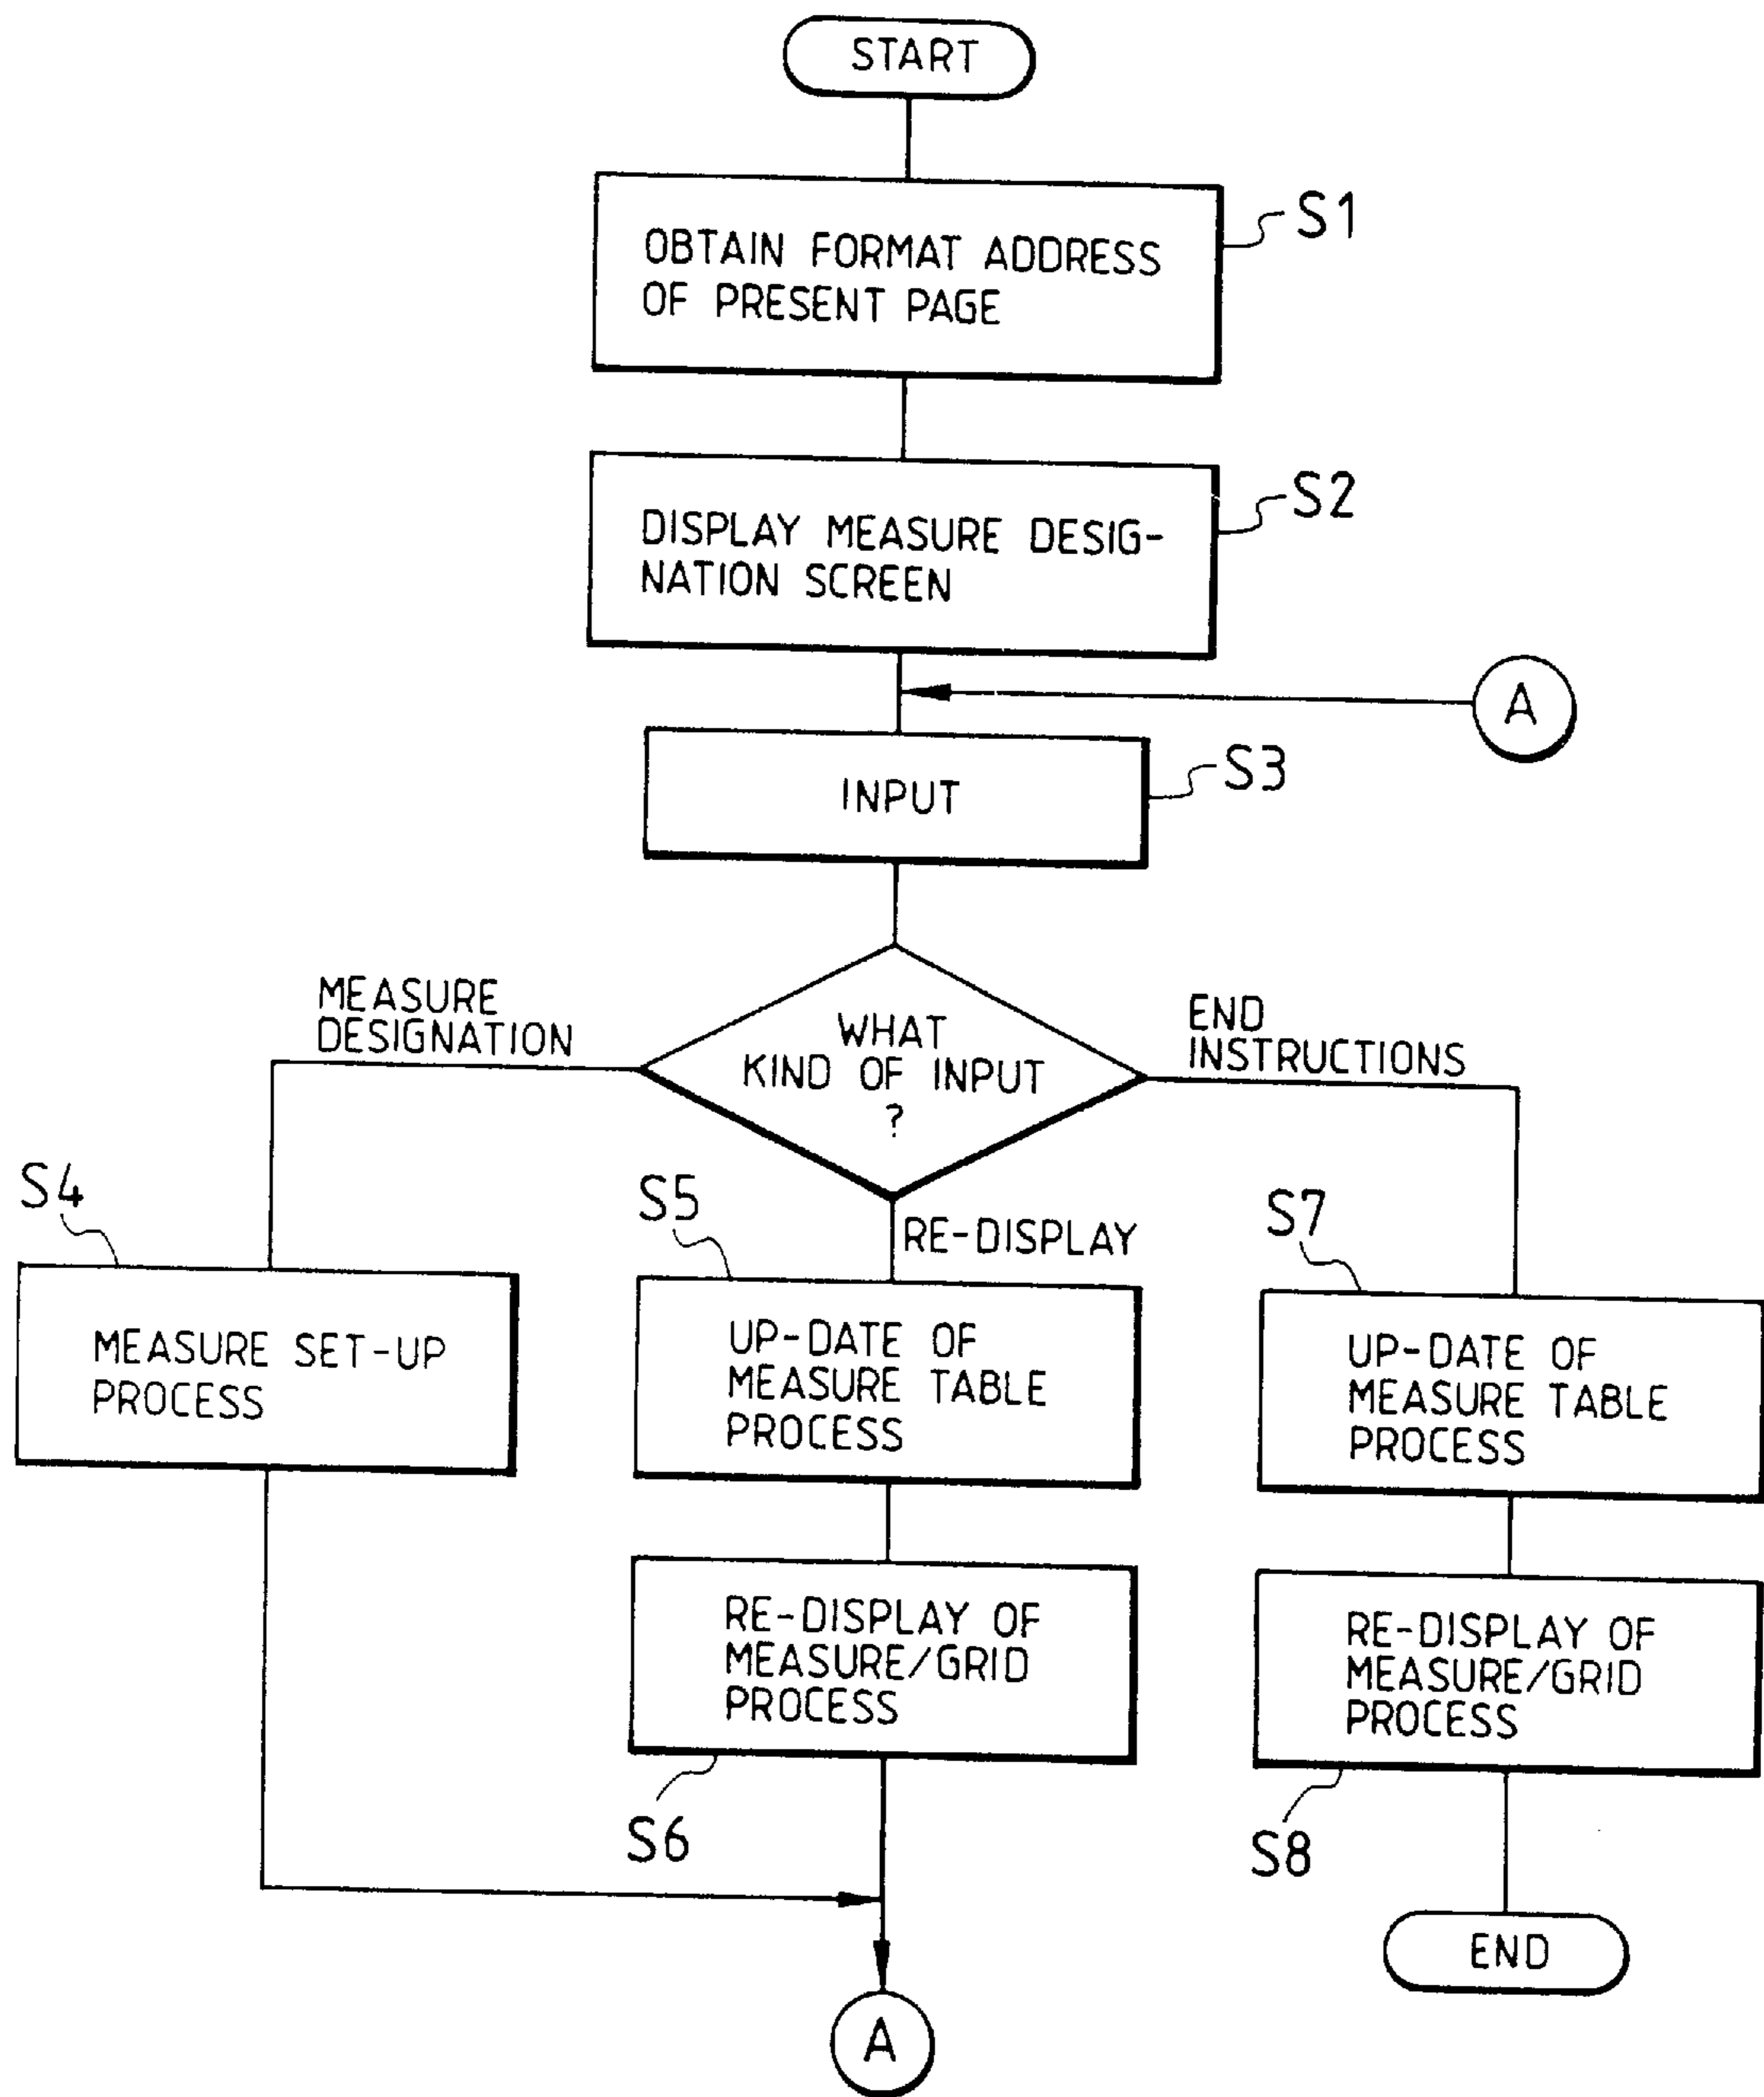 START
OBTAIN FORMAT ADDRESS
OF PRESENT PAGE
S1
DISPLAY MEASURE DESIG-
NATION SCREEN
S2
A
INPUT
S3
WHAT
KIND OF INPUT
?
MEASURE
DESIGNATION
END
INSTRUCTIONS
RE-DISPLAY
S4
MEASURE SET-UP
PROCESS
S5
UP-DATE OF
MEASURE TABLE
PROCESS
S7
UP-DATE OF
MEASURE TABLE
PROCESS
RE-DISPLAY OF
MEASURE/GRID
PROCESS
S6
RE-DISPLAY OF
MEASURE/GRID
PROCESS
S8
END
A